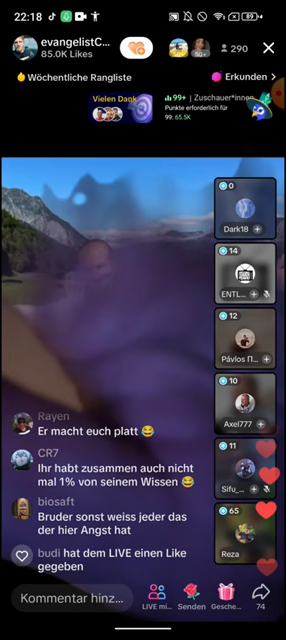 22:18
89
evangelistC...
85.0K Likes
50+
290
Wöchentliche Rangliste
Erkunden >
Vielen Dank
99+ | Zuschauer*innen
Punkte erforderlich für
99: 65.5K
0
Dark18 +
14
ENTL... +
12
Pávlos Π... +
10
Axel777 +
11
Sifu_... +
65
Reza
Rayen
Er macht euch platt 😂
CR7
Ihr habt zusammen auch nicht
mal 1% von seinem Wissen 😂
biosaft
Bruder sonst weiss jeder das
der hier Angst hat
budi hat dem LIVE einen Like
gegeben
Kommentar hinz...
LIVE mi...
Senden
Gesche...
74